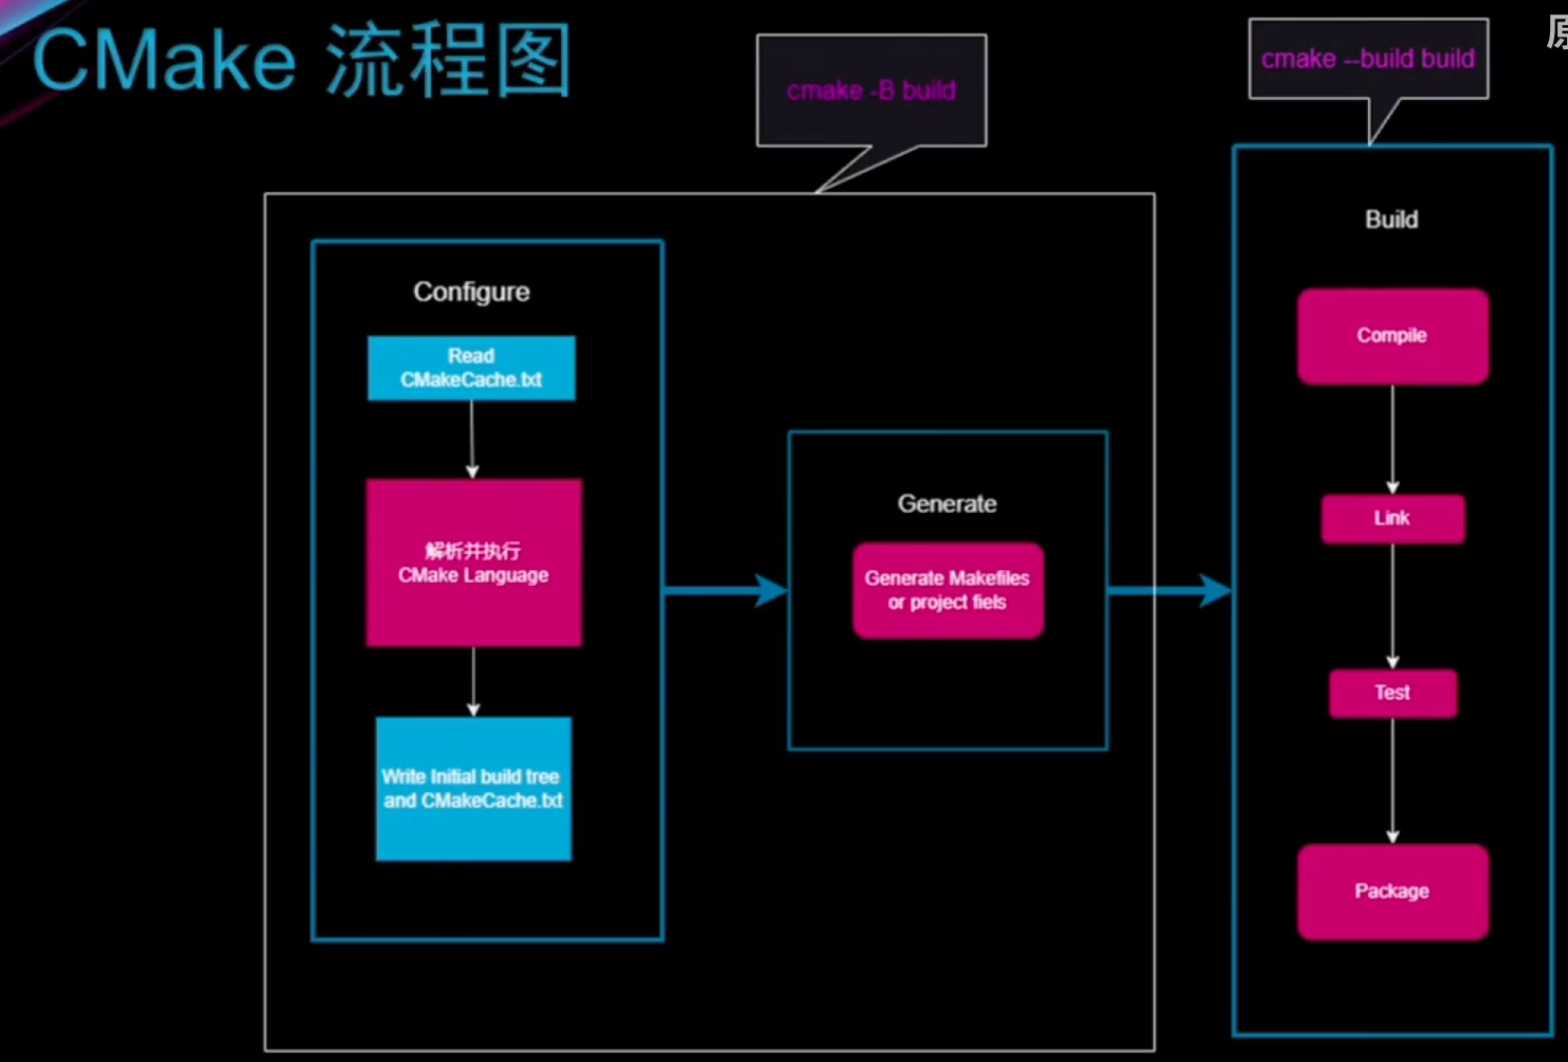 CMake 流程图
cmake -B build
cmake --build build
原
Configure
Read
CMakeCache.txt
解析并执行
CMake Language
Write Initial build tree
and CMakeCache.txt
Generate
Generate Makefiles
or project fiels
Build
Compile
Link
Test
Package